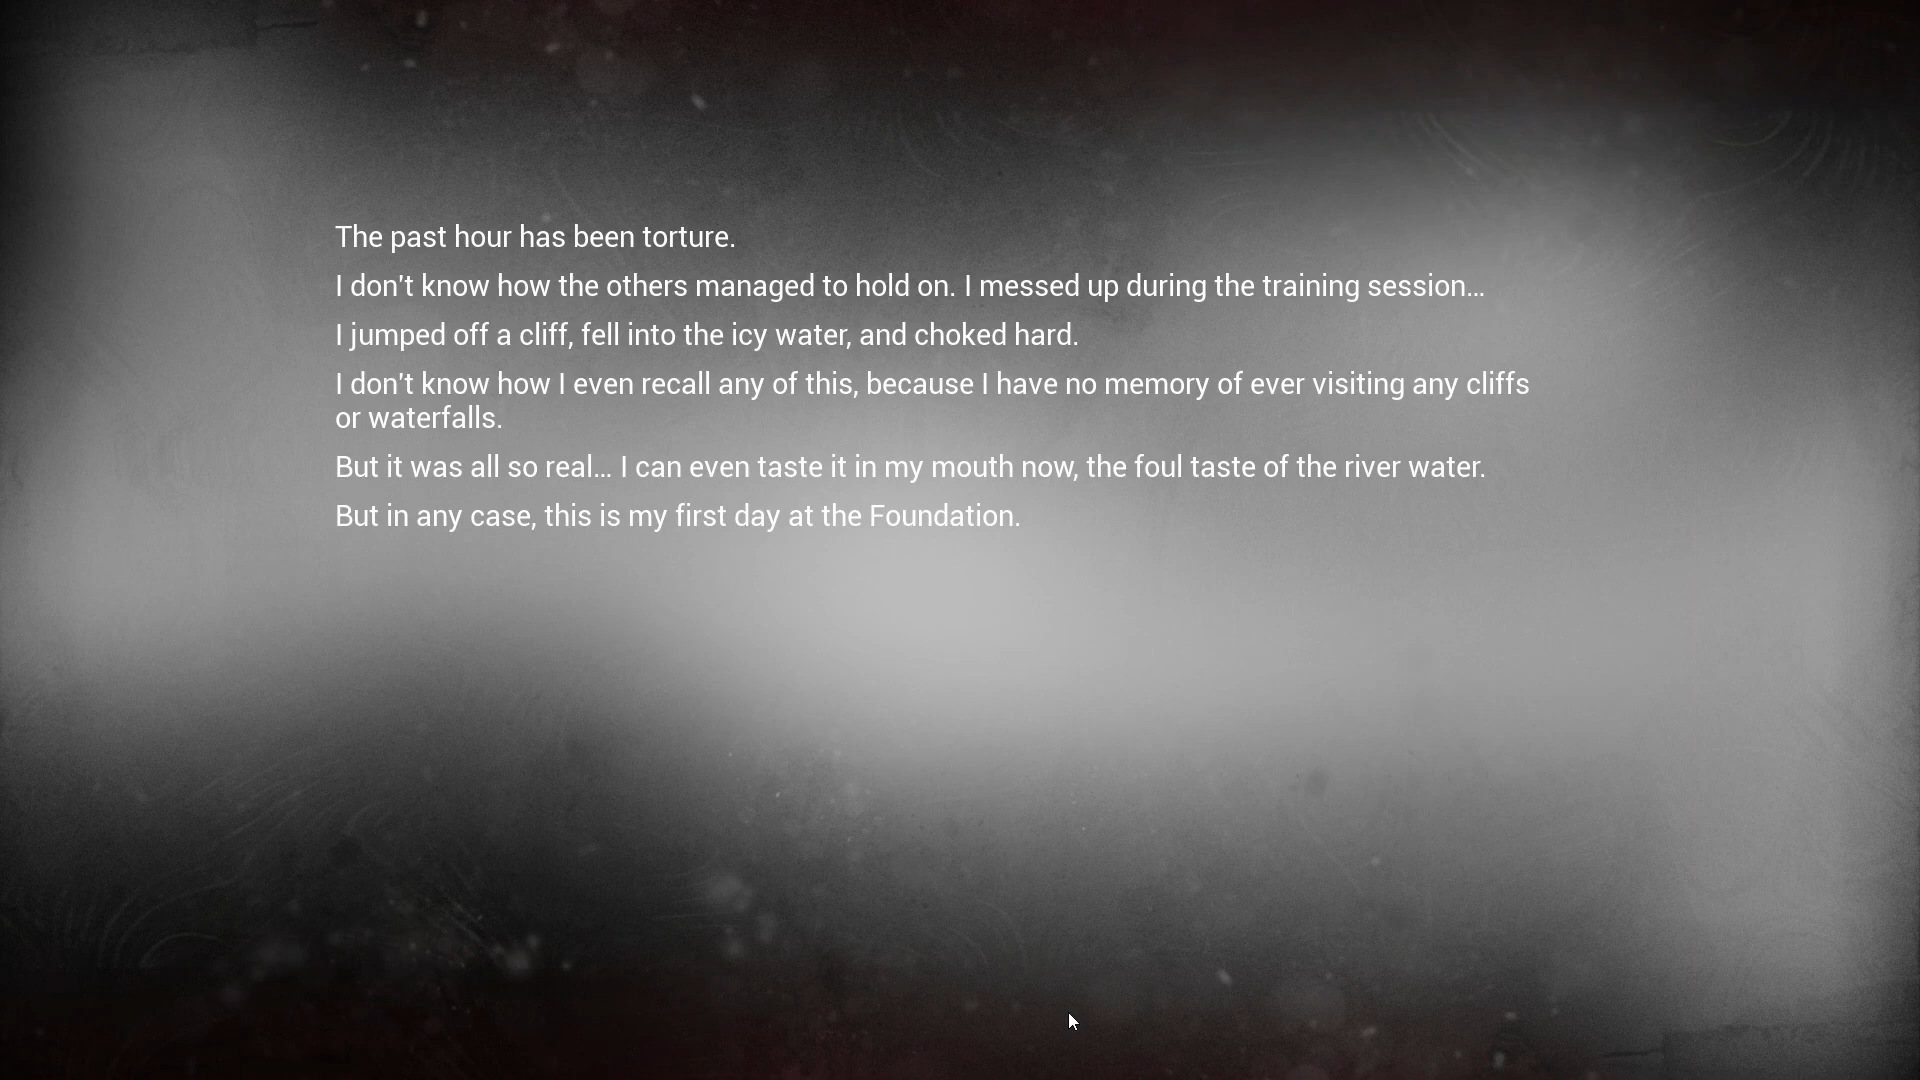 The past hour has been torture.
I don't know how the others managed to hold on. I messed up during the training session...
I jumped off a cliff, fell into the icy water, and choked hard.
I don't know how I even recall any of this, because I have no memory of ever visiting any cliffs
or waterfalls.
But it was all so real... I can even taste it in my mouth now, the foul taste of the river water.
But in any case, this is my first day at the Foundation.